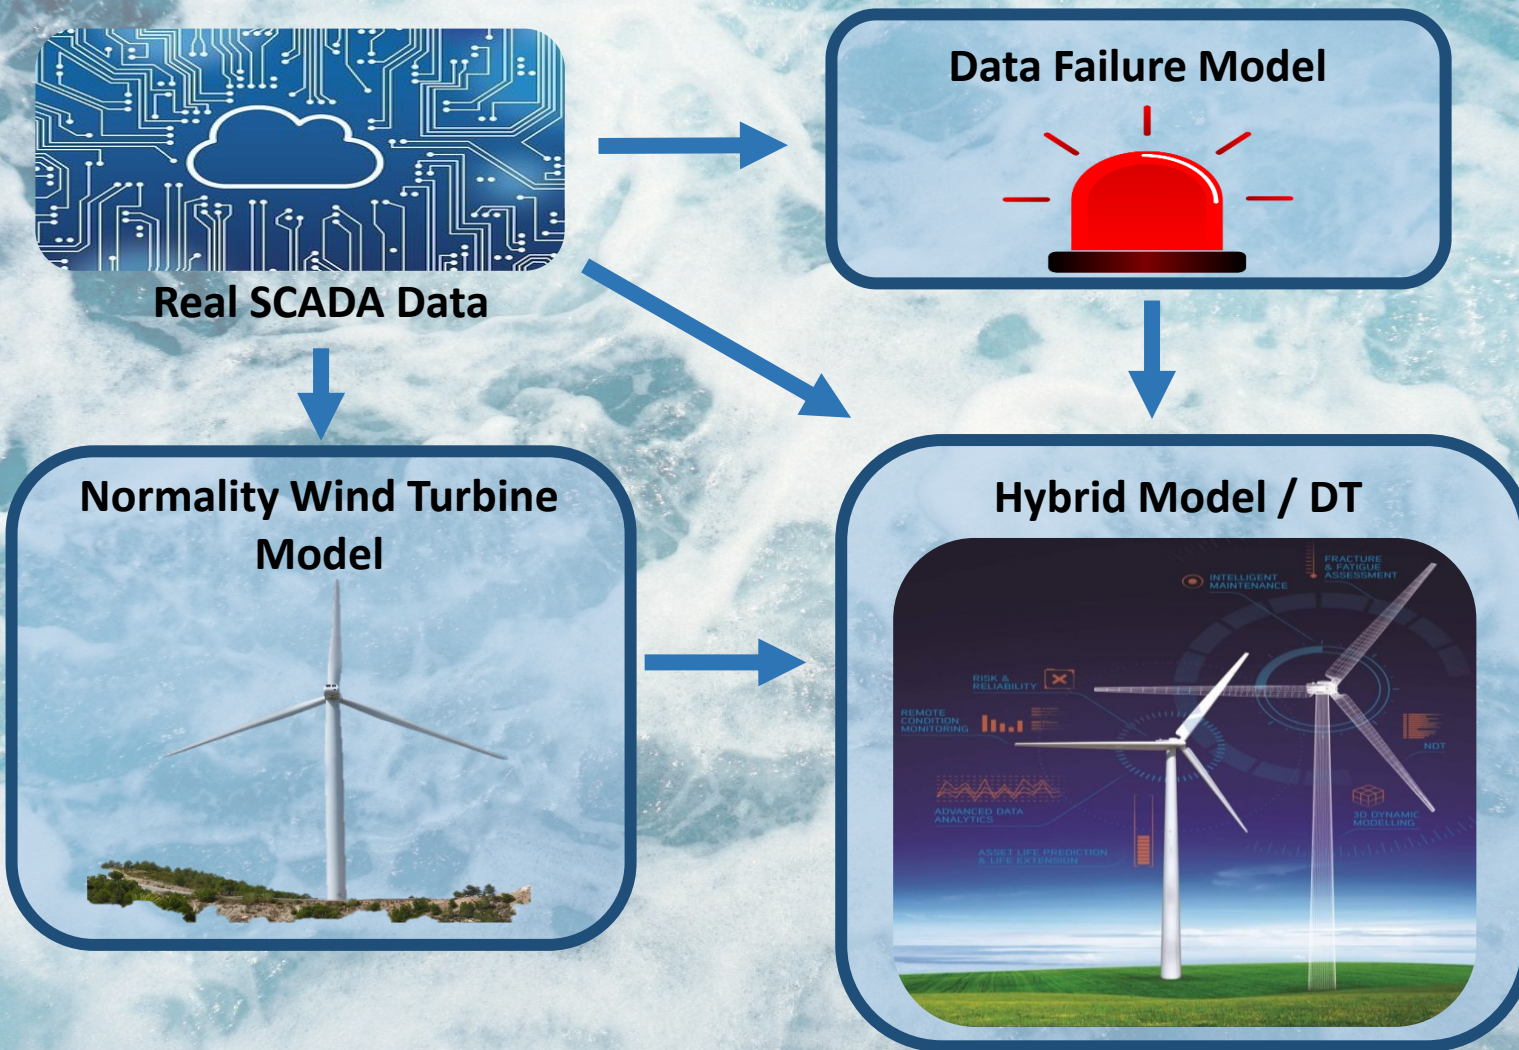 Data Failure Model
Real SCADA Data
Normality Wind Turbine
Model
Hybrid Model / DT
FRACTURE
& FATIGUE
ASSESSMENT
INTELLIGENT
MAINTENANCE
RISK &
RELIABILITY
REMOTE
CONDITION
MONITORING
NDT
ADVANCED DATA
ANALYTICS
3D DYNAMIC
MODELLING
ASSET LIFE PREDICTION
& LIFE EXTENSION